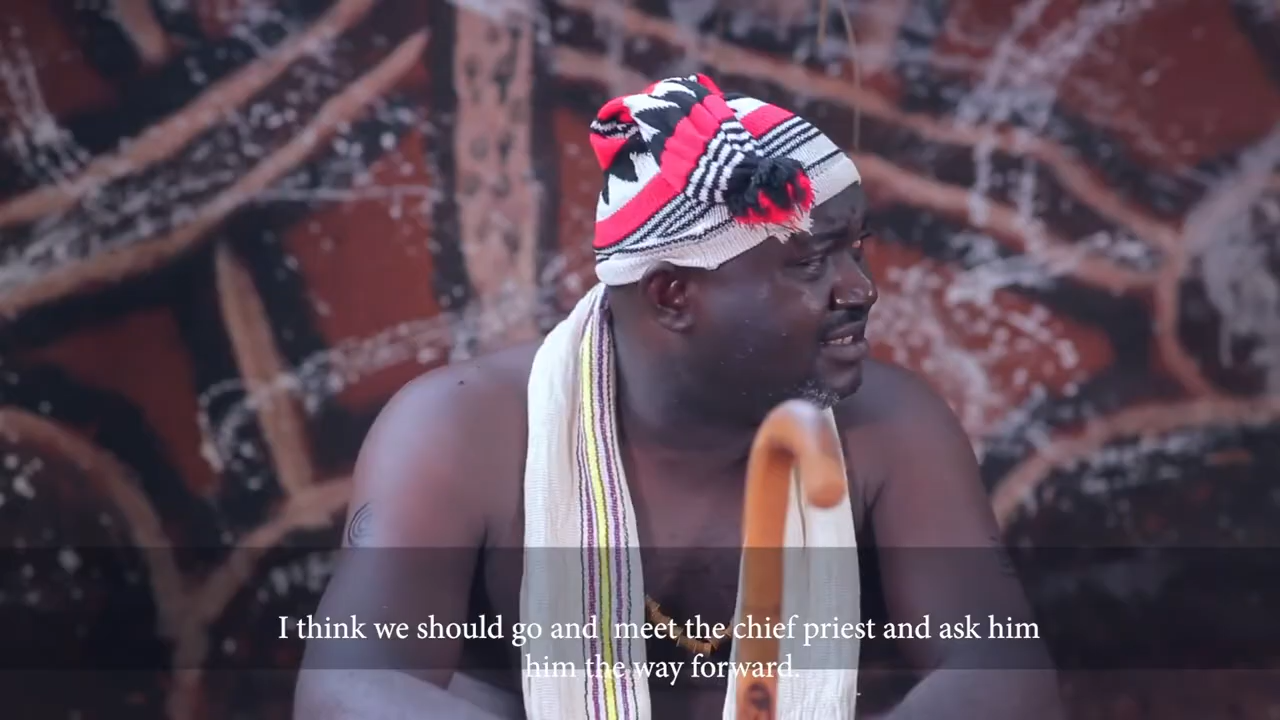 I think we should go and meet the chief priest and ask him
him the way forward.